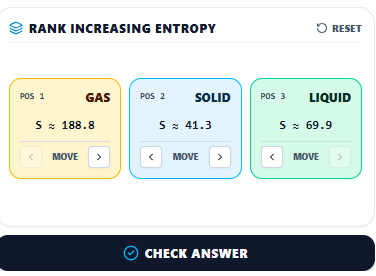 RANK INCREASING ENTROPY
RESET
POS 1 GAS
S ≈ 188.8
< MOVE >
POS 2 SOLID
S ≈ 41.3
< MOVE >
POS 3 LIQUID
S ≈ 69.9
< MOVE >
CHECK ANSWER